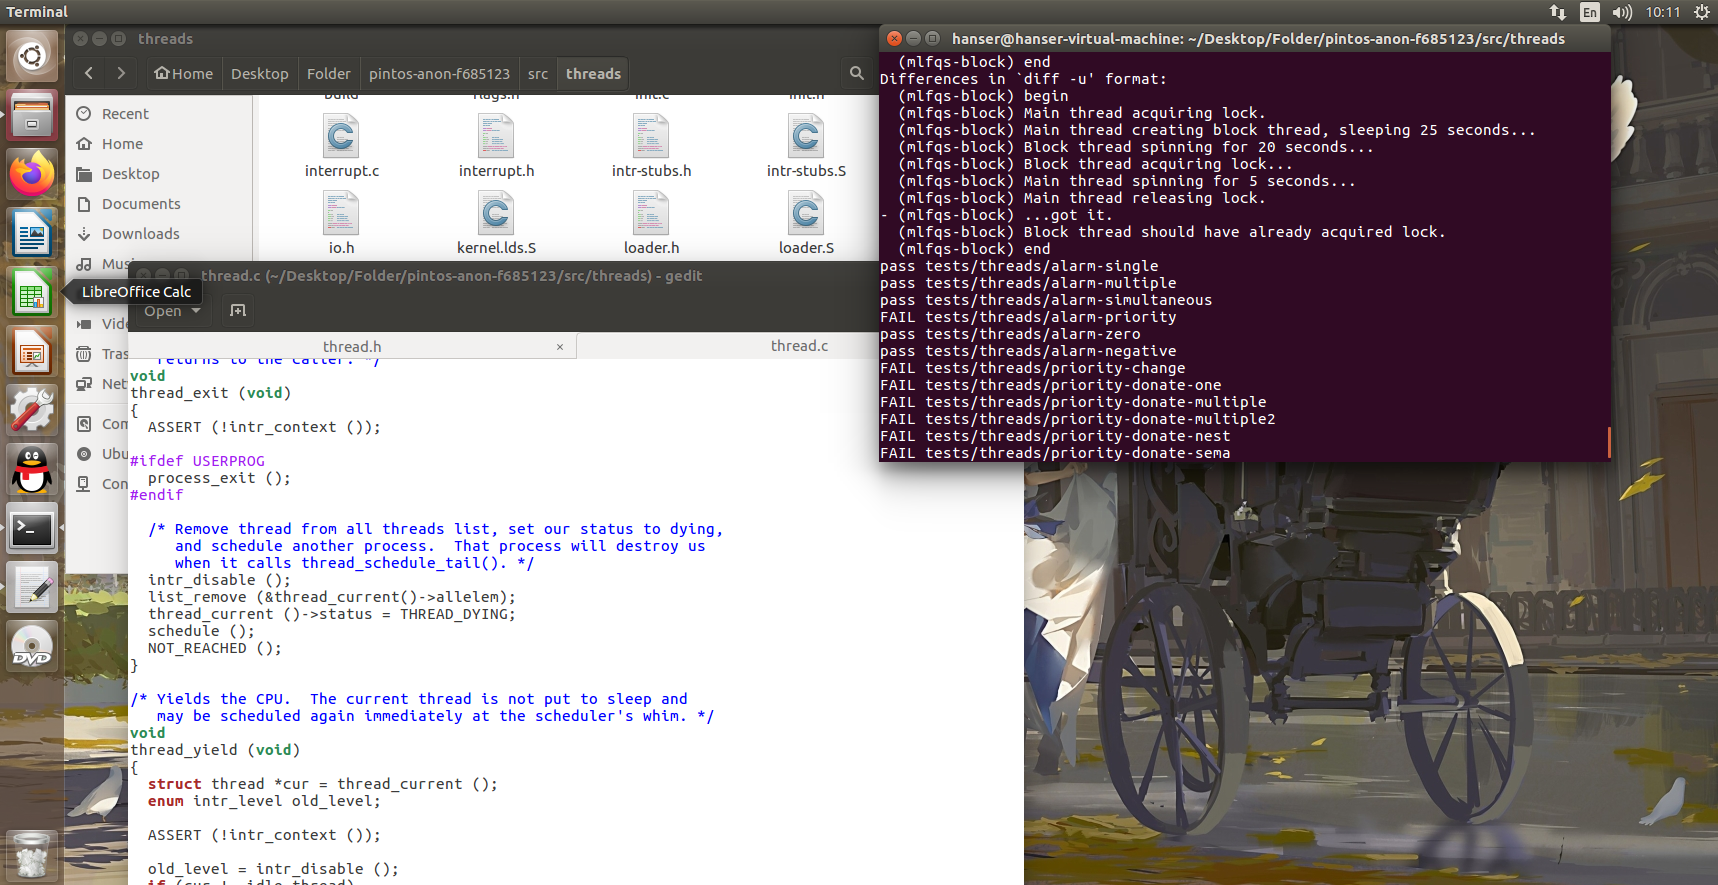 Terminal
En
10:11
threads
Home
Desktop
Folder
pintos-anon-f685123
src
threads
Recent
Home
Desktop
Documents
Downloads
interrupt.c
interrupt.h
intr-stubs.h
intr-stubs.S
io.h
kernel.lds.S
loader.h
loader.S
LibreOffice Calc
thread.c (~/Desktop/Folder/pintos-anon-f685123/src/threads) - gedit
Open
thread.h ×
thread.c
returns to the caller. */
void
thread_exit (void)
{
  ASSERT (!intr_context ());
#ifdef USERPROG
  process_exit ();
#endif
  /* Remove thread from all threads list, set our status to dying,
     and schedule another process.  That process will destroy us
     when it calls thread_schedule_tail(). */
  intr_disable ();
  list_remove (&thread_current()->allelem);
  thread_current ()->status = THREAD_DYING;
  schedule ();
  NOT_REACHED ();
}
/* Yields the CPU.  The current thread is not put to sleep and
   may be scheduled again immediately at the scheduler's whim. */
void
thread_yield (void)
{
  struct thread *cur = thread_current ();
  enum intr_level old_level;
  ASSERT (!intr_context ());
  old_level = intr_disable ();
hanser@hanser-virtual-machine: ~/Desktop/Folder/pintos-anon-f685123/src/threads
  (mlfqs-block) end
Differences in `diff -u' format:
  (mlfqs-block) begin
  (mlfqs-block) Main thread acquiring lock.
  (mlfqs-block) Main thread creating block thread, sleeping 25 seconds...
  (mlfqs-block) Block thread spinning for 20 seconds...
  (mlfqs-block) Block thread acquiring lock...
  (mlfqs-block) Main thread spinning for 5 seconds...
  (mlfqs-block) Main thread releasing lock.
- (mlfqs-block) ...got it.
  (mlfqs-block) Block thread should have already acquired lock.
  (mlfqs-block) end
pass tests/threads/alarm-single
pass tests/threads/alarm-multiple
pass tests/threads/alarm-simultaneous
FAIL tests/threads/alarm-priority
pass tests/threads/alarm-zero
pass tests/threads/alarm-negative
FAIL tests/threads/priority-change
FAIL tests/threads/priority-donate-one
FAIL tests/threads/priority-donate-multiple
FAIL tests/threads/priority-donate-multiple2
FAIL tests/threads/priority-donate-nest
FAIL tests/threads/priority-donate-sema